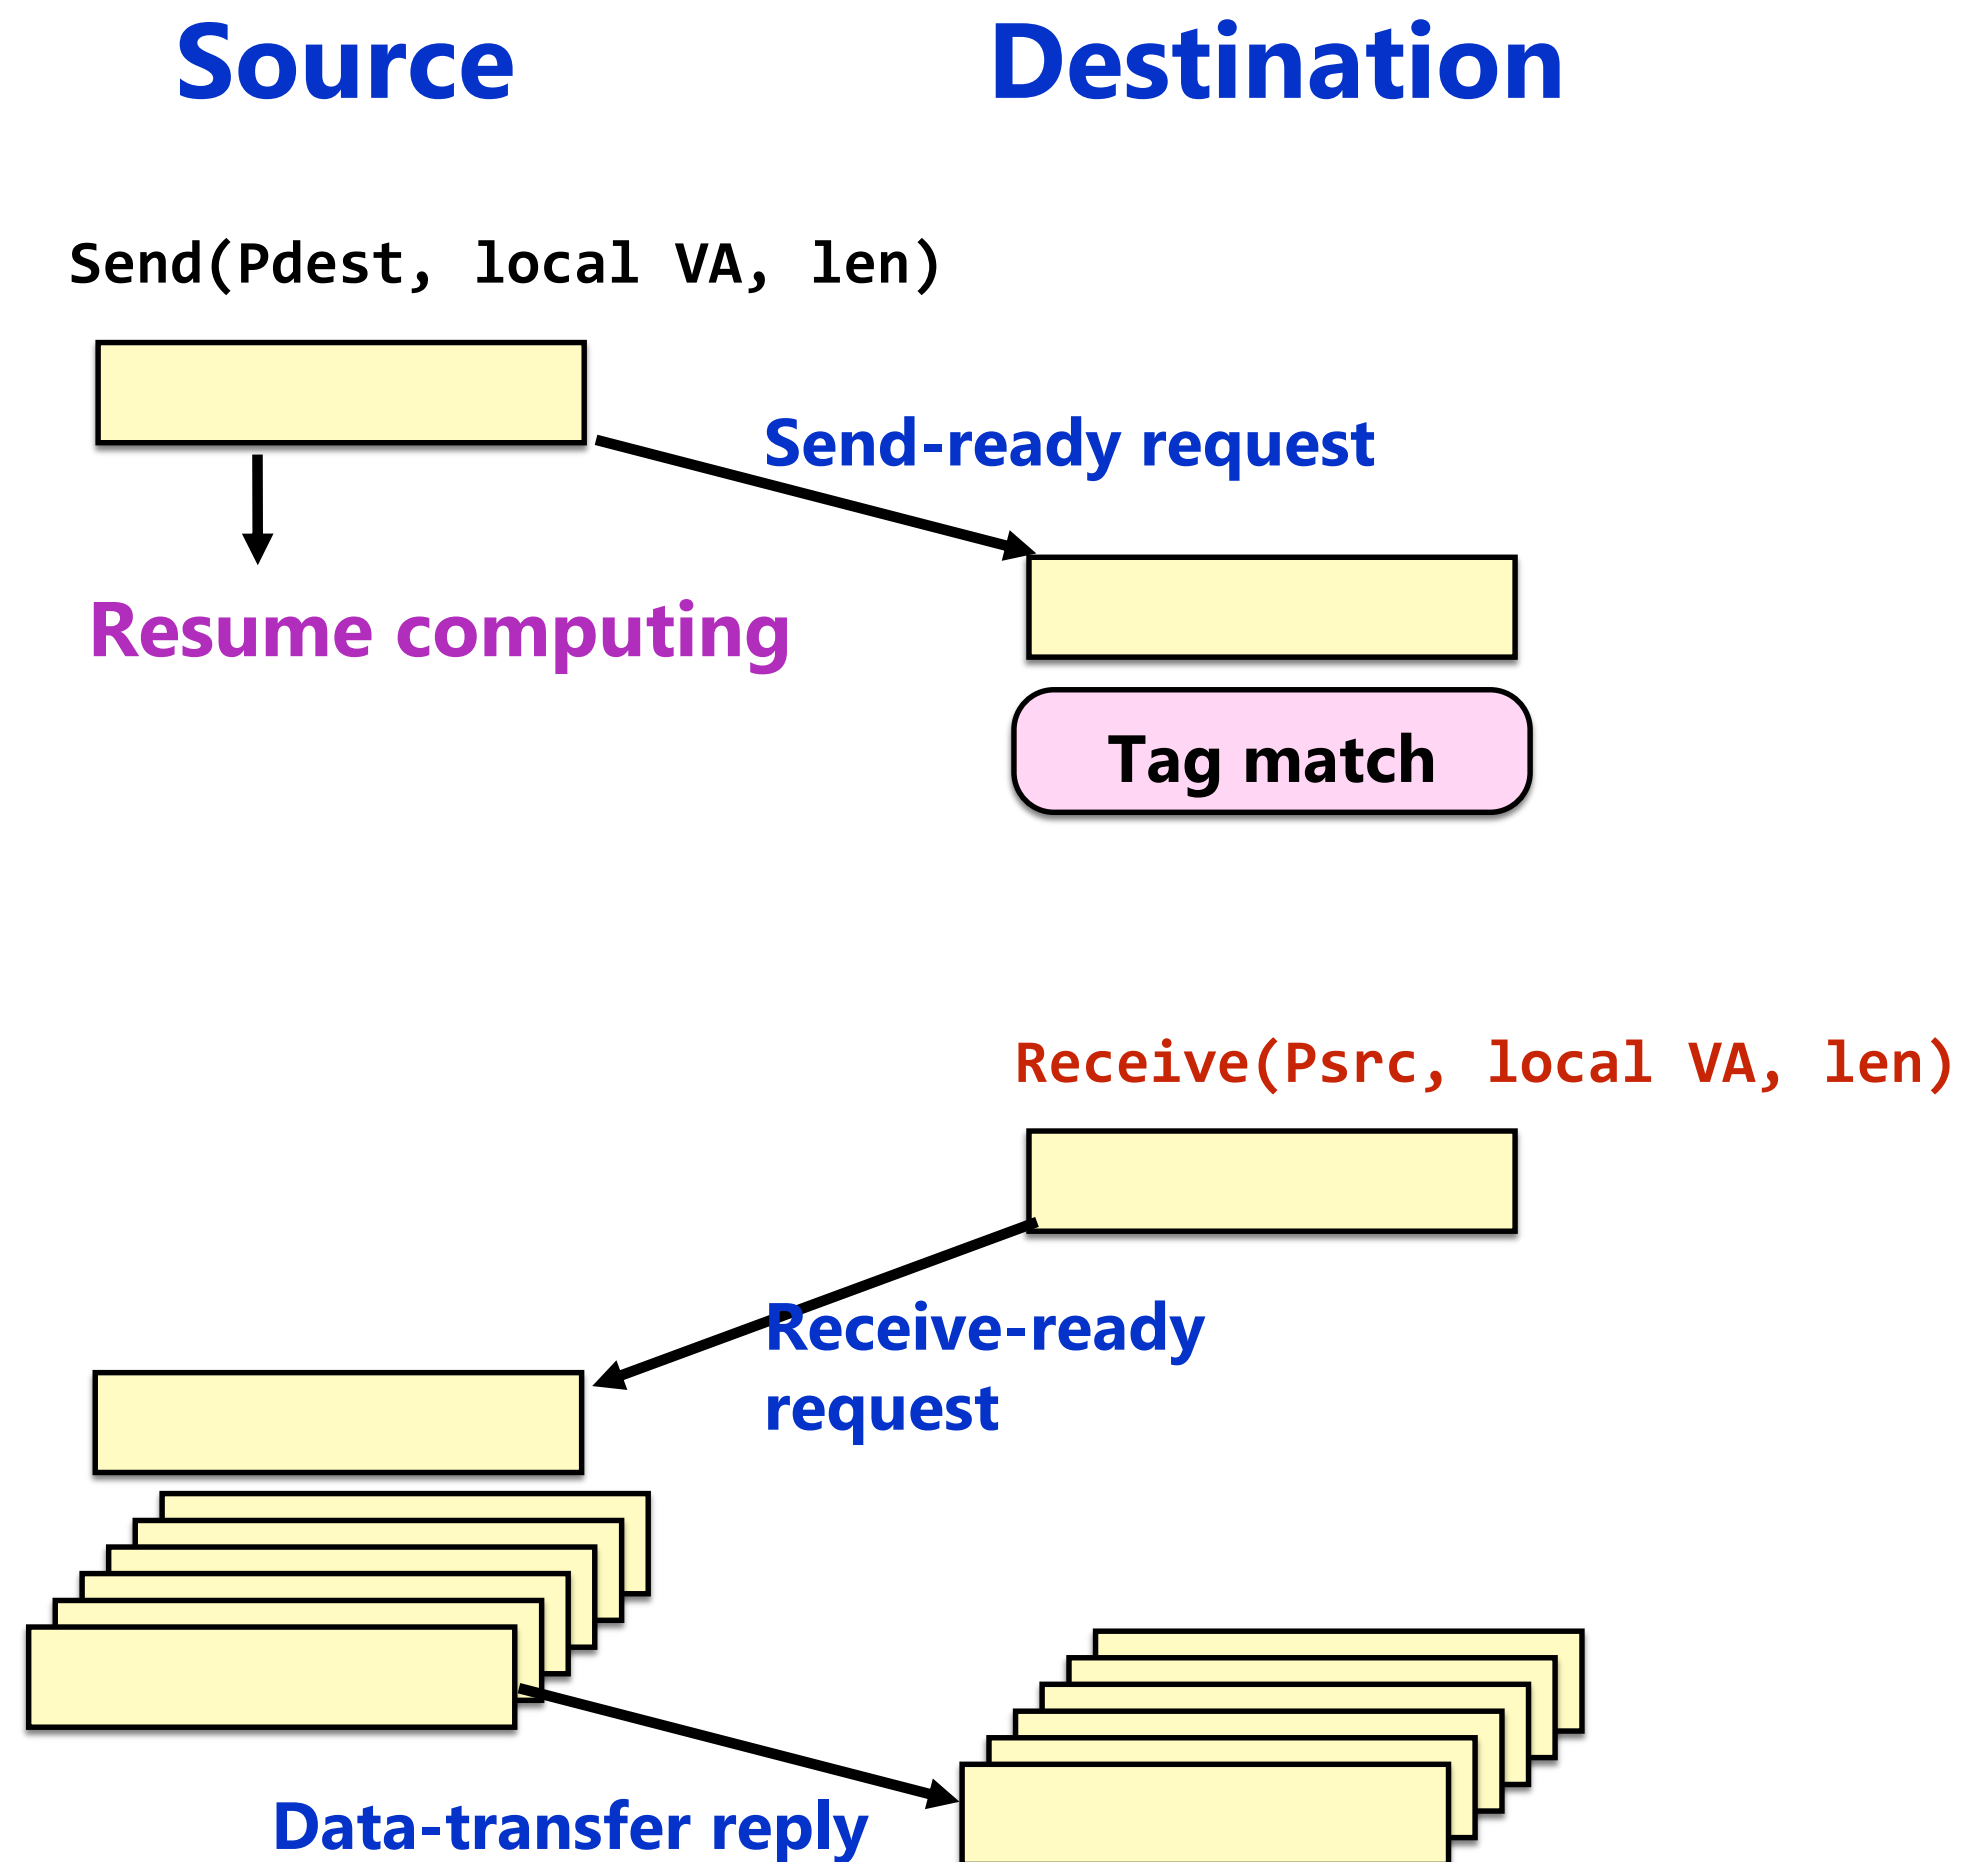 Source
Destination
Send(Pdest, local VA, len)
Send-ready request
Resume computing
Tag match
Receive(Psrc, local VA, len)
Receive-ready
request
Data-transfer reply